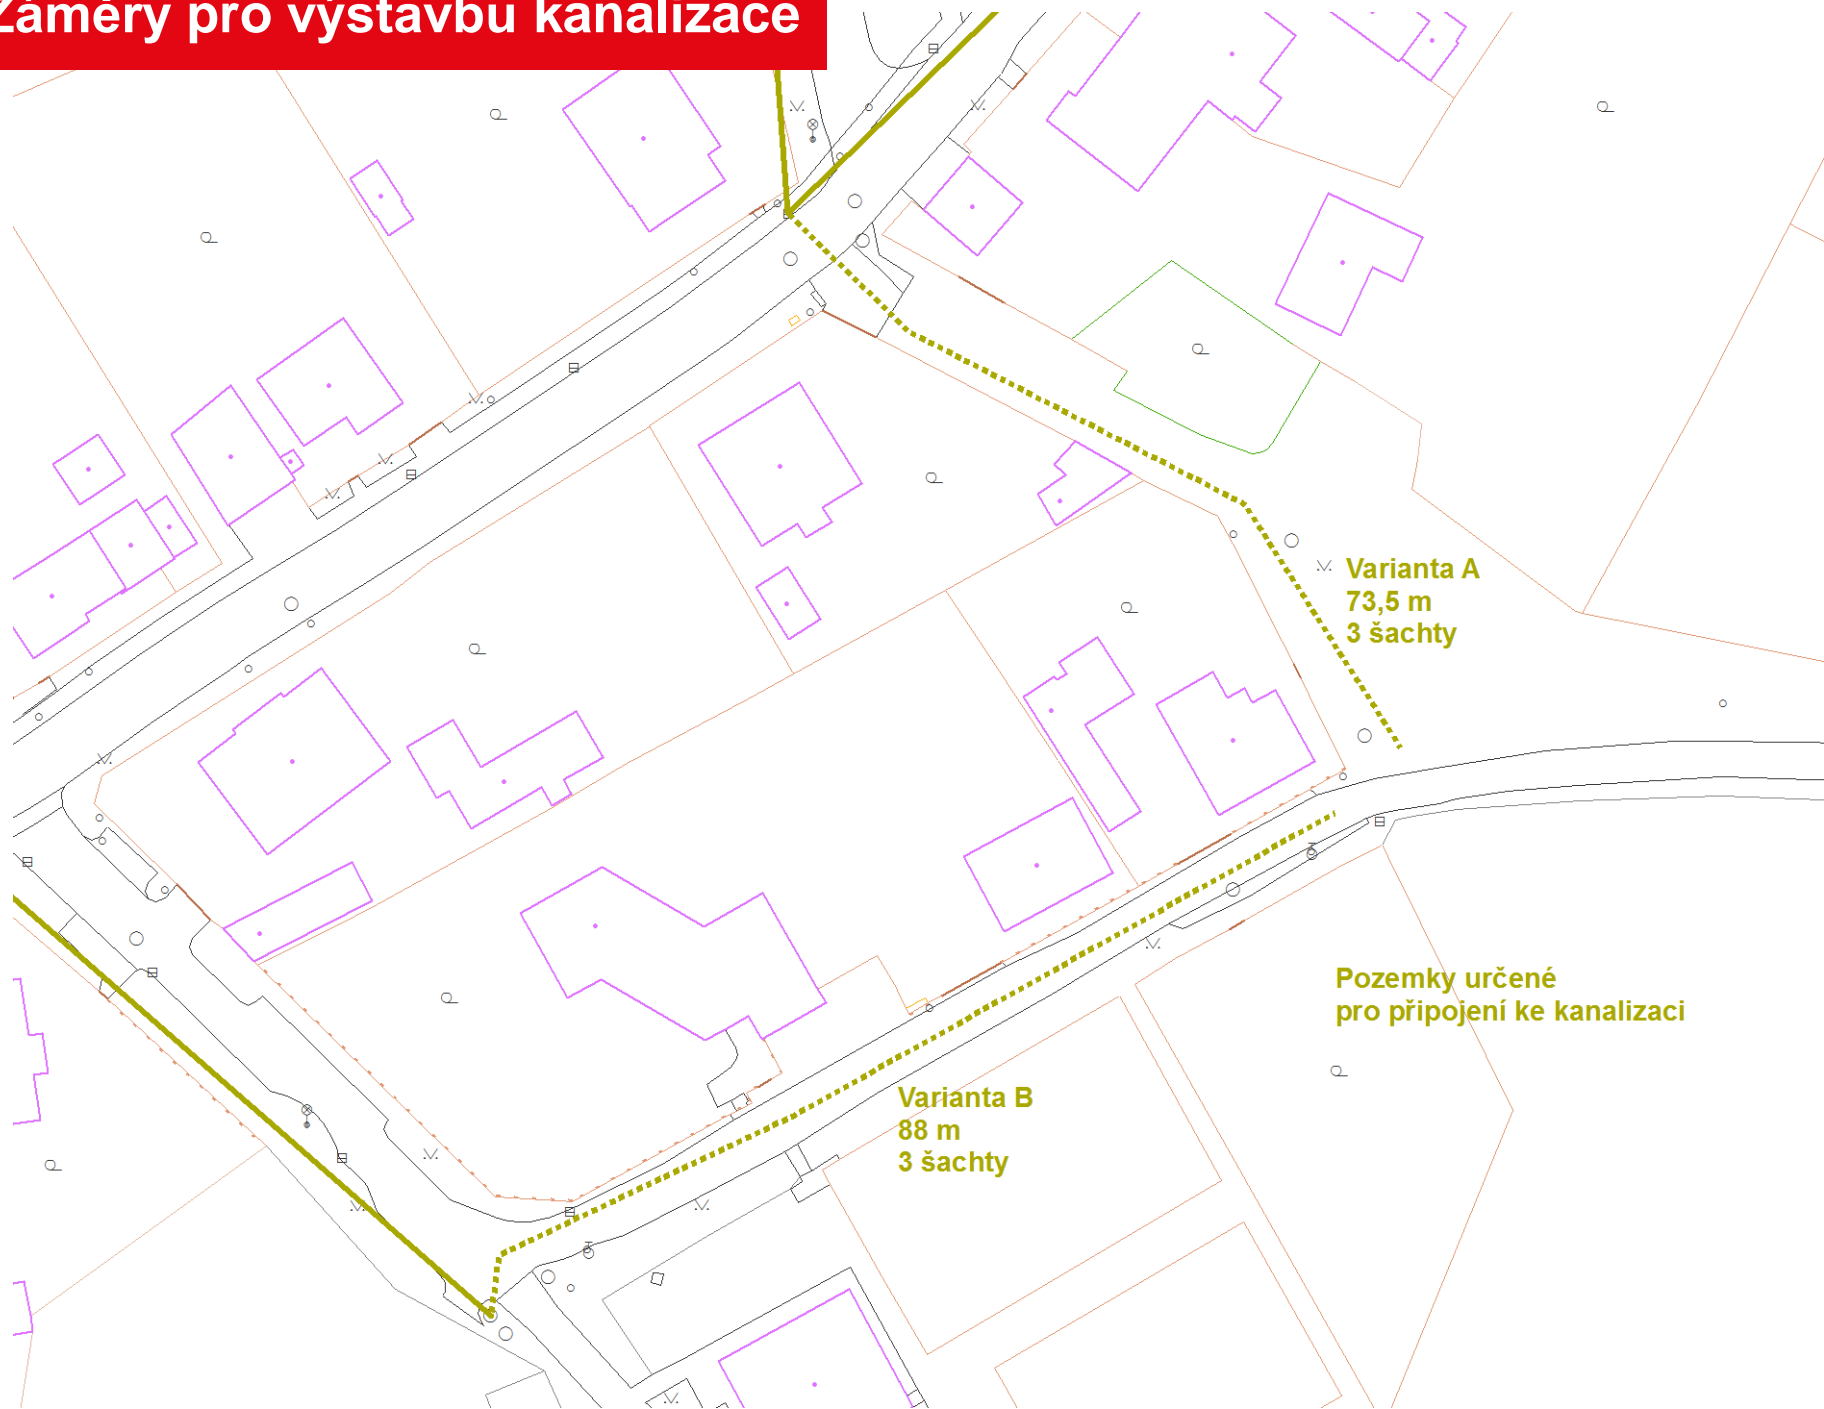 Záměry pro výstavbu kanalizace
Varianta A
73,5 m
3 šachty
Pozemky určené
pro připojení ke kanalizaci
Varianta B
88 m
3 šachty